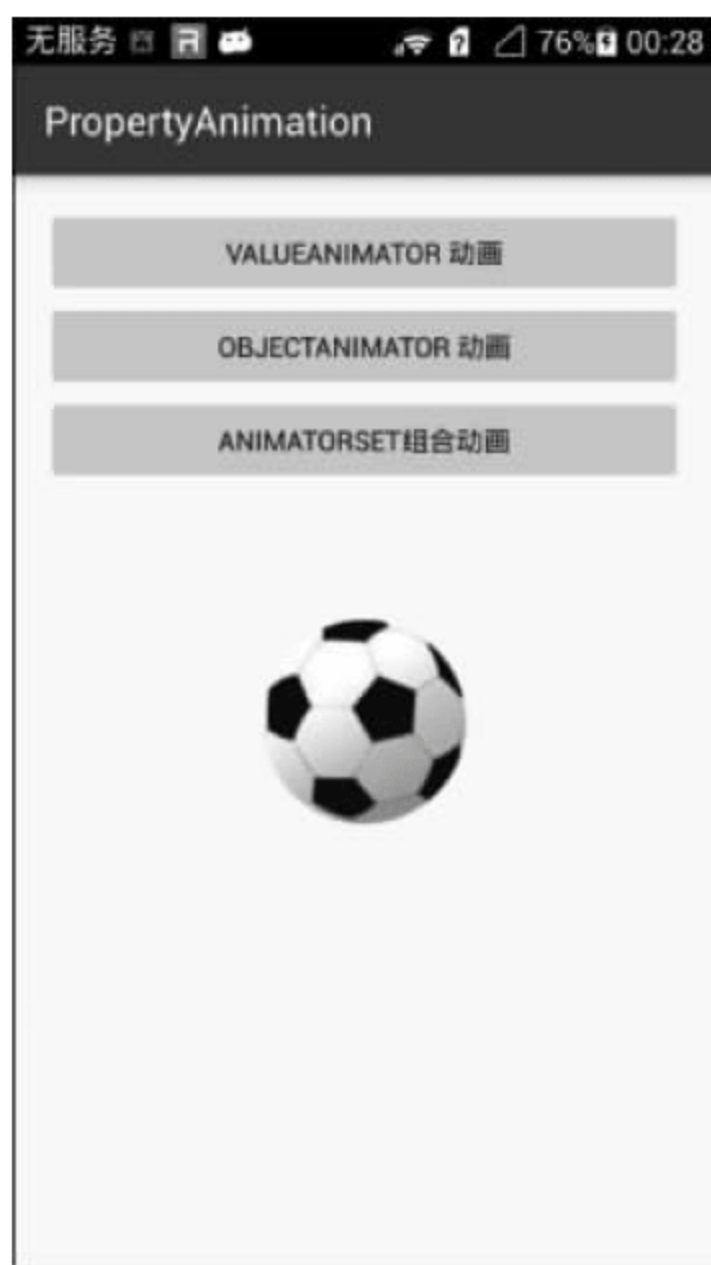 无服务 76% 00:28
PropertyAnimation
VALUEANIMATOR 动画
OBJECTANIMATOR 动画
ANIMATORSET组合动画